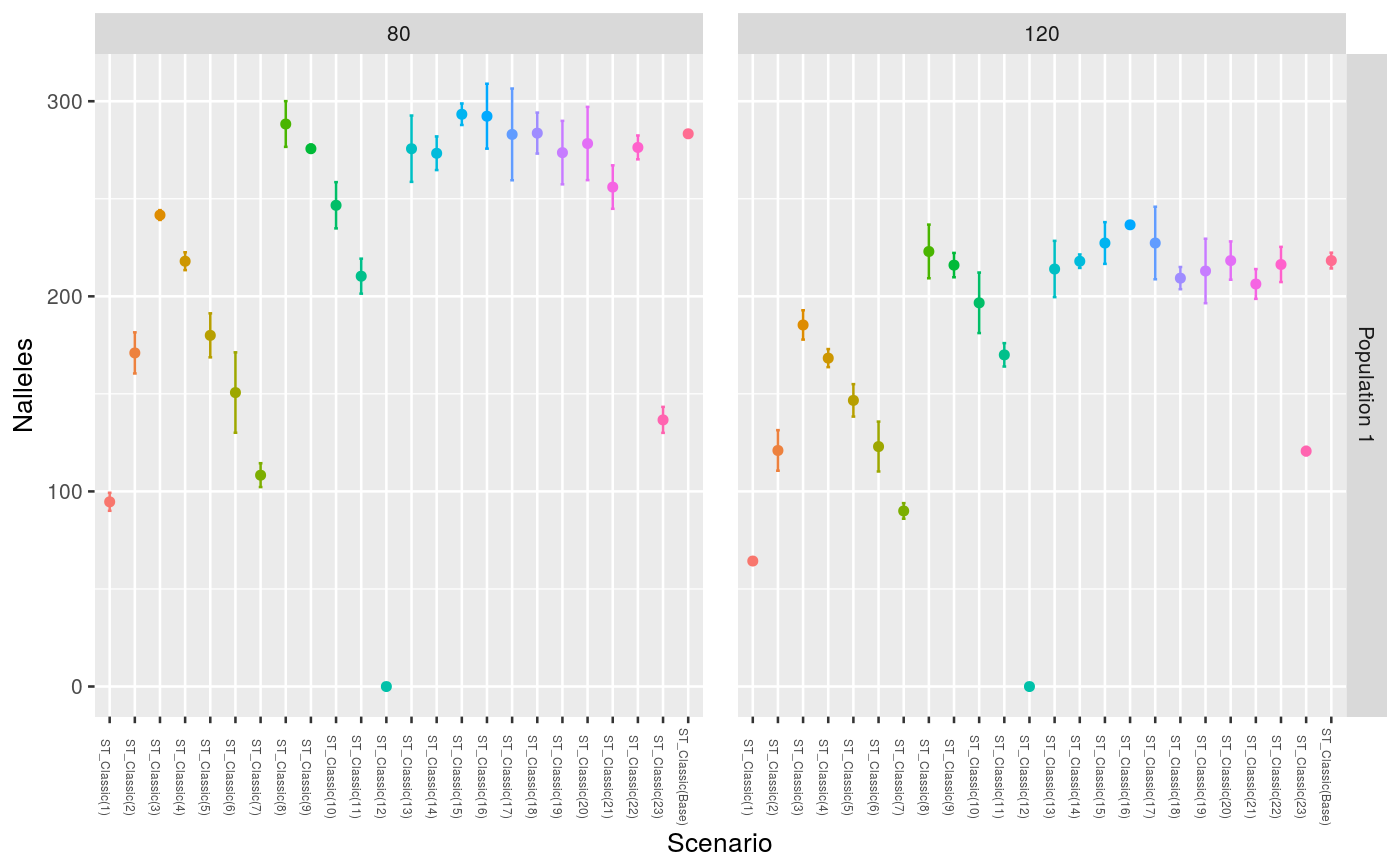 80
120
300
200
100
0
Nalleles
Population 1
ST_Classic(1)
ST_Classic(2)
ST_Classic(3)
ST_Classic(4)
ST_Classic(5)
ST_Classic(6)
ST_Classic(7)
ST_Classic(8)
ST_Classic(9)
ST_Classic(10)
ST_Classic(11)
ST_Classic(12)
ST_Classic(13)
ST_Classic(14)
ST_Classic(15)
ST_Classic(16)
ST_Classic(17)
ST_Classic(18)
ST_Classic(19)
ST_Classic(20)
ST_Classic(21)
ST_Classic(22)
ST_Classic(23)
ST_Classic(Base)
ST_Classic(1)
ST_Classic(2)
ST_Classic(3)
ST_Classic(4)
ST_Classic(5)
ST_Classic(6)
ST_Classic(7)
ST_Classic(8)
ST_Classic(9)
ST_Classic(10)
ST_Classic(11)
ST_Classic(12)
ST_Classic(13)
ST_Classic(14)
ST_Classic(15)
ST_Classic(16)
ST_Classic(17)
ST_Classic(18)
ST_Classic(19)
ST_Classic(20)
ST_Classic(21)
ST_Classic(22)
ST_Classic(23)
ST_Classic(Base)
Scenario